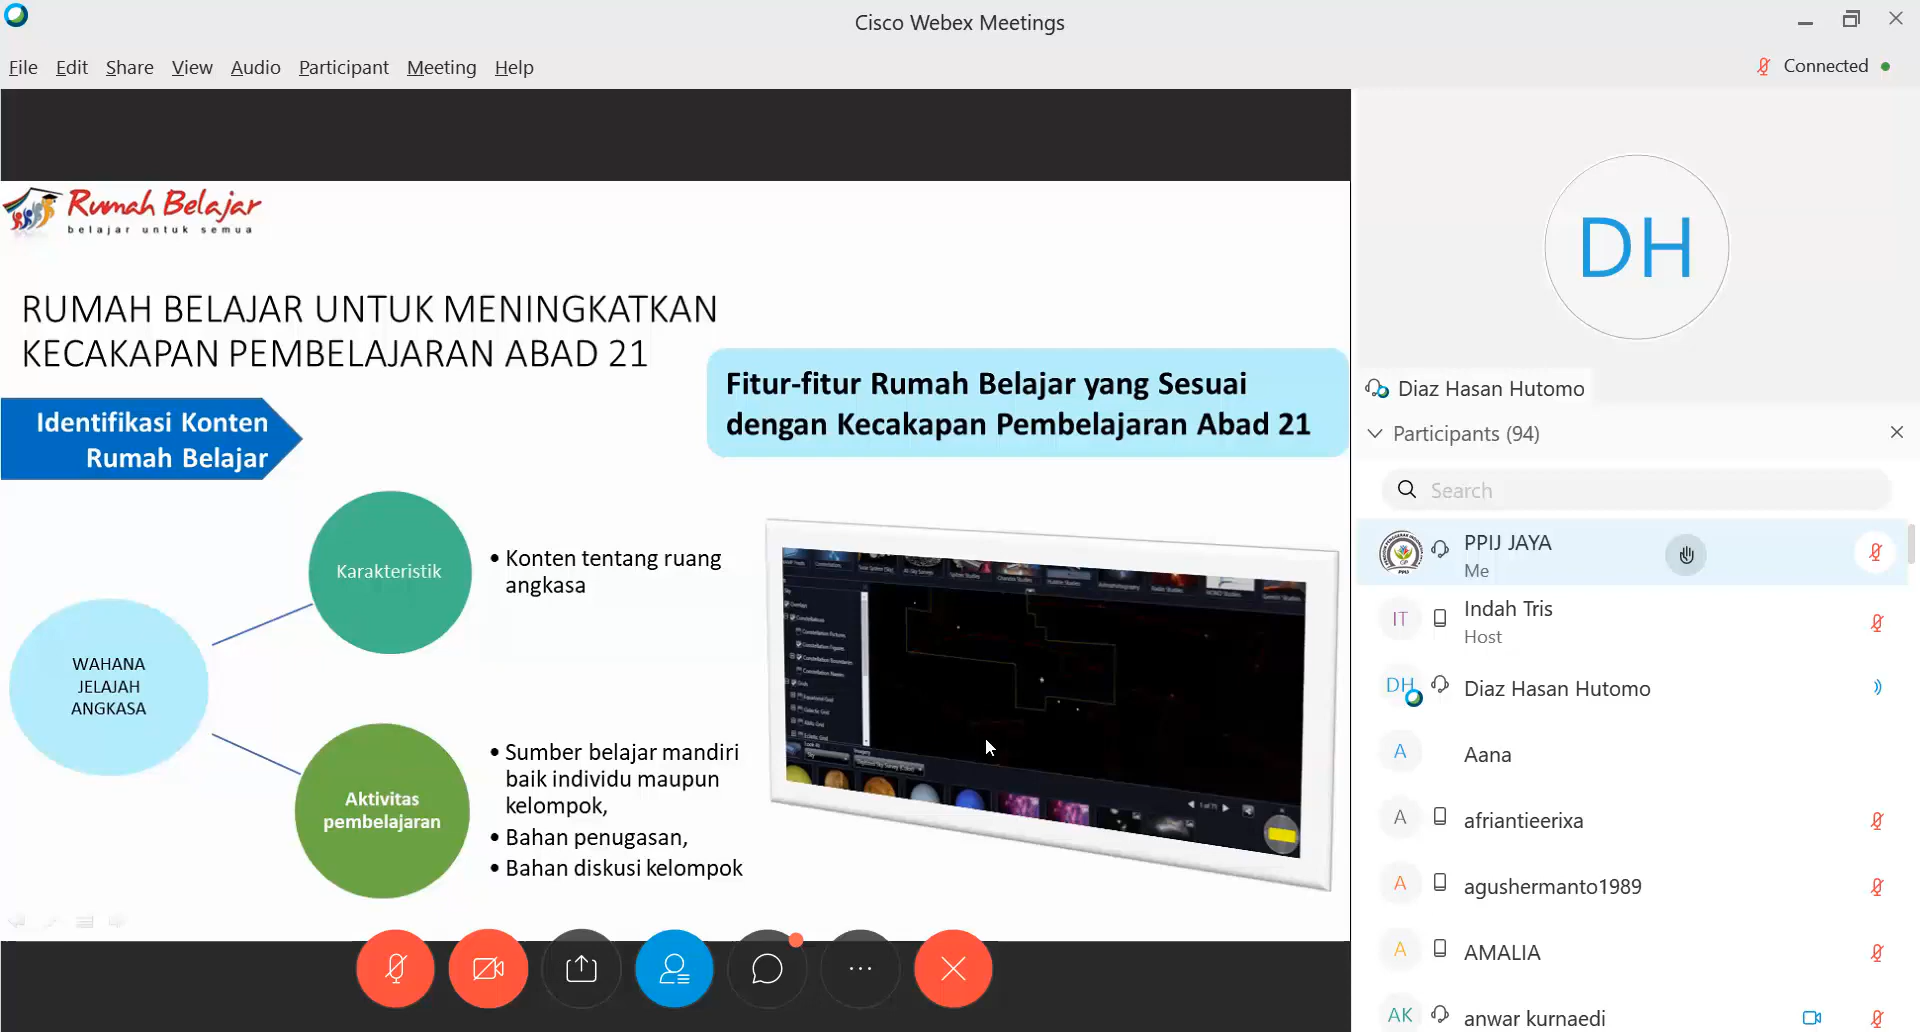 Cisco Webex Meetings
File Edit Share View Audio Participant Meeting Help
Connected
Rumah Belajar
belajar untuk semua
RUMAH BELAJAR UNTUK MENINGKATKAN
KECAKAPAN PEMBELAJARAN ABAD 21
Fitur-fitur Rumah Belajar yang Sesuai
dengan Kecakapan Pembelajaran Abad 21
Identifikasi Konten
Rumah Belajar
WAHANA
JELAJAH
ANGKASA
Karakteristik
• Konten tentang ruang
angkasa
Aktivitas
pembelajaran
• Sumber belajar mandiri
baik individu maupun
kelompok,
• Bahan penugasan,
• Bahan diskusi kelompok
1 of 71
DH
Diaz Hasan Hutomo
Participants (94)
Search
PPIJ JAYA
Me
IT
Indah Tris
Host
DH
Diaz Hasan Hutomo
A
Aana
A
afriantieerixa
A
agushermanto1989
A
AMALIA
AK
anwar kurnaedi